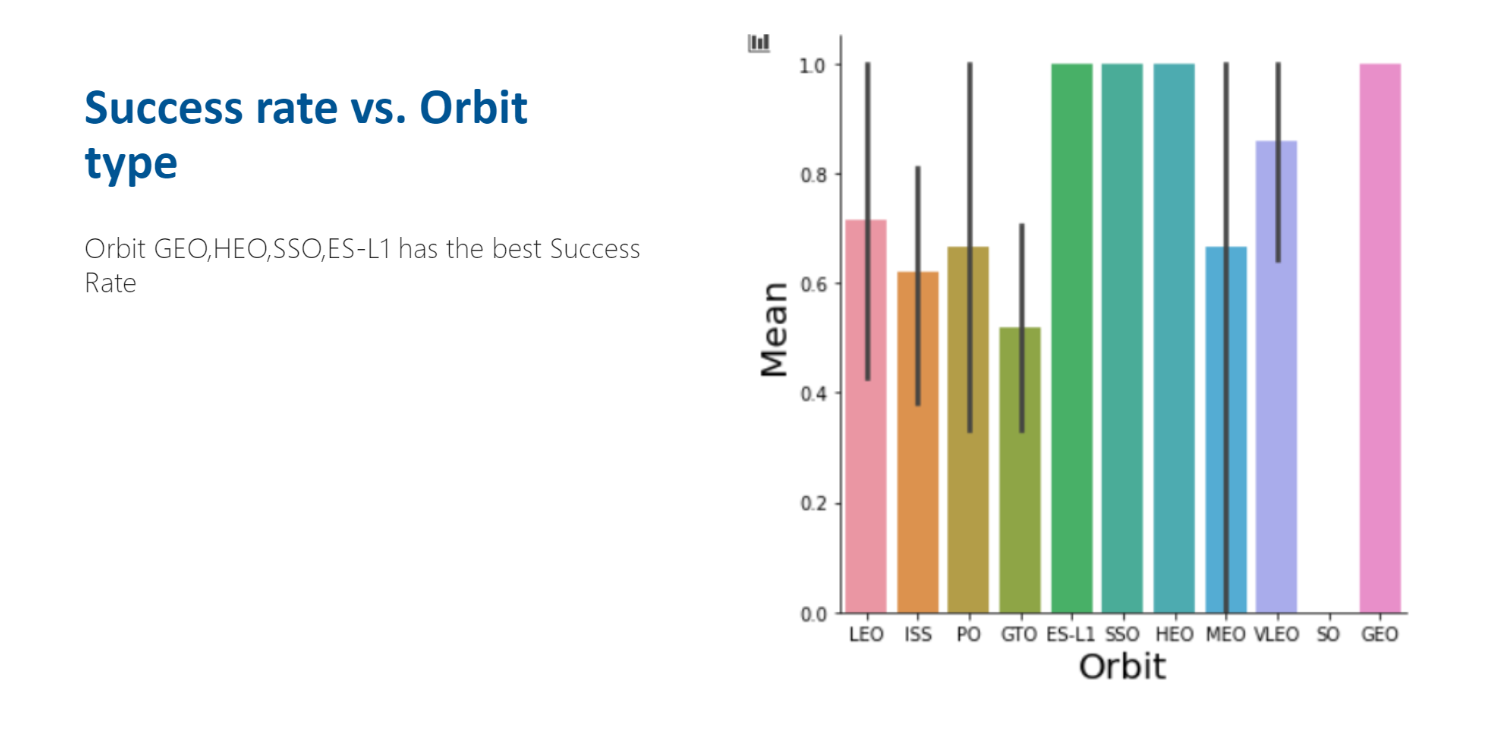 Success rate vs. Orbit
type
Orbit GEO,HEO,SSO,ES-L1 has the best Success
Rate
Mean
1.0
0.8
0.6
0.4
0.2
0.0
LEO ISS PO GTO ES-L1 SSO HEO MEO VLEO SO GEO
Orbit